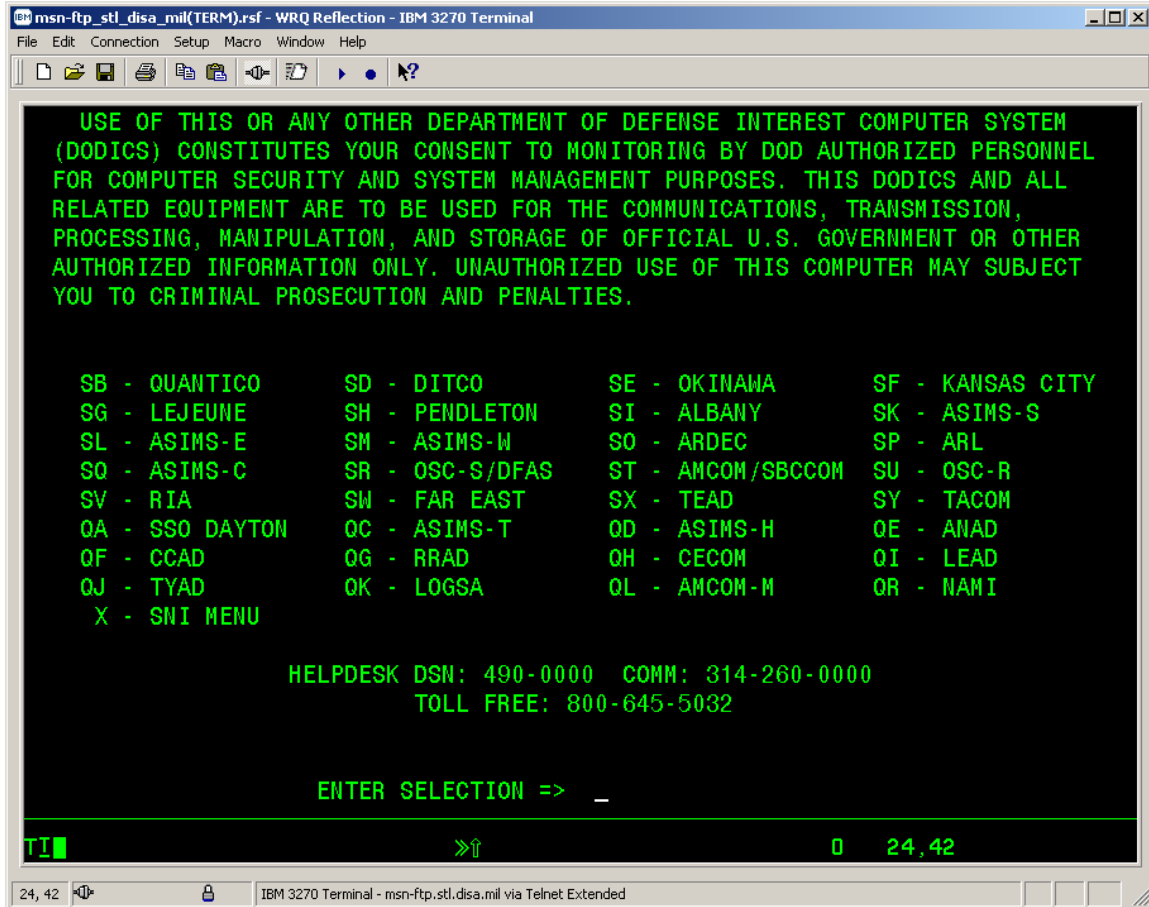 msn-ftp_stl_disa_mil(TERM).rsf - WRQ Reflection - IBM 3270 Terminal
File Edit Connection Setup Macro Window Help
USE OF THIS OR ANY OTHER DEPARTMENT OF DEFENSE INTEREST COMPUTER SYSTEM
(DODICS) CONSTITUTES YOUR CONSENT TO MONITORING BY DOD AUTHORIZED PERSONNEL
FOR COMPUTER SECURITY AND SYSTEM MANAGEMENT PURPOSES. THIS DODICS AND ALL
RELATED EQUIPMENT ARE TO BE USED FOR THE COMMUNICATIONS, TRANSMISSION,
PROCESSING, MANIPULATION, AND STORAGE OF OFFICIAL U.S. GOVERNMENT OR OTHER
AUTHORIZED INFORMATION ONLY. UNAUTHORIZED USE OF THIS COMPUTER MAY SUBJECT
YOU TO CRIMINAL PROSECUTION AND PENALTIES.
SB - QUANTICO SD - DITCO SE - OKINAWA SF - KANSAS CITY
SG - LEJEUNE SH - PENDLETON SI - ALBANY SK - ASIMS-S
SL - ASIMS-E SM - ASIMS-W SO - ARDEC SP - ARL
SQ - ASIMS-C SR - OSC-S/DFAS ST - AMCOM/SBCCOM SU - OSC-R
SV - RIA SW - FAR EAST SX - TEAD SY - TACOM
QA - SSO DAYTON QC - ASIMS-T QD - ASIMS-H QE - ANAD
QF - CCAD QG - RRAD QH - CECOM QI - LEAD
QJ - TYAD QK - LOGSA QL - AMCOM-M QR - NAMI
X - SNI MENU
HELPDESK DSN: 490-0000 COMM: 314-260-0000
TOLL FREE: 800-645-5032
ENTER SELECTION => _
TI »⇧ O 24,42
24, 42 IBM 3270 Terminal - msn-ftp.stl.disa.mil via Telnet Extended